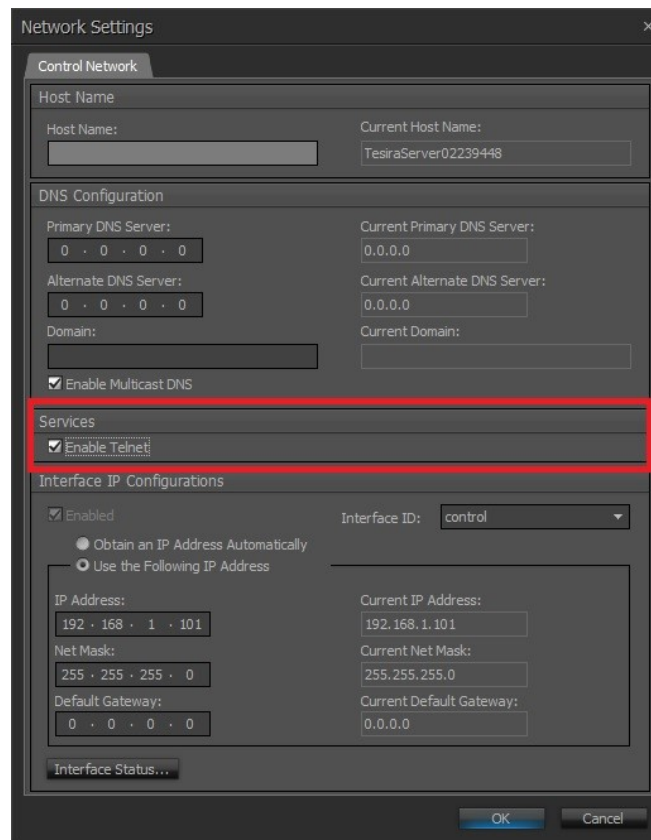 Network Settings
Control Network
Host Name
Host Name:
Current Host Name:
TesiraServer02239448
DNS Configuration
Primary DNS Server:
Current Primary DNS Server:
0 . 0 . 0 . 0
0.0.0.0
Alternate DNS Server:
Current Alternate DNS Server:
0 . 0 . 0 . 0
0.0.0.0
Domain:
Current Domain:
Enable Multicast DNS
Services
Enable Telnet
Interface IP Configurations
Enabled
Interface ID:
control
Obtain an IP Address Automatically
Use the Following IP Address
IP Address:
Current IP Address:
192 . 168 . 1 . 101
192.168.1.101
Net Mask:
Current Net Mask:
255 . 255 . 255 . 0
255.255.255.0
Default Gateway:
Current Default Gateway:
0 . 0 . 0 . 0
0.0.0.0
Interface Status...
OK
Cancel